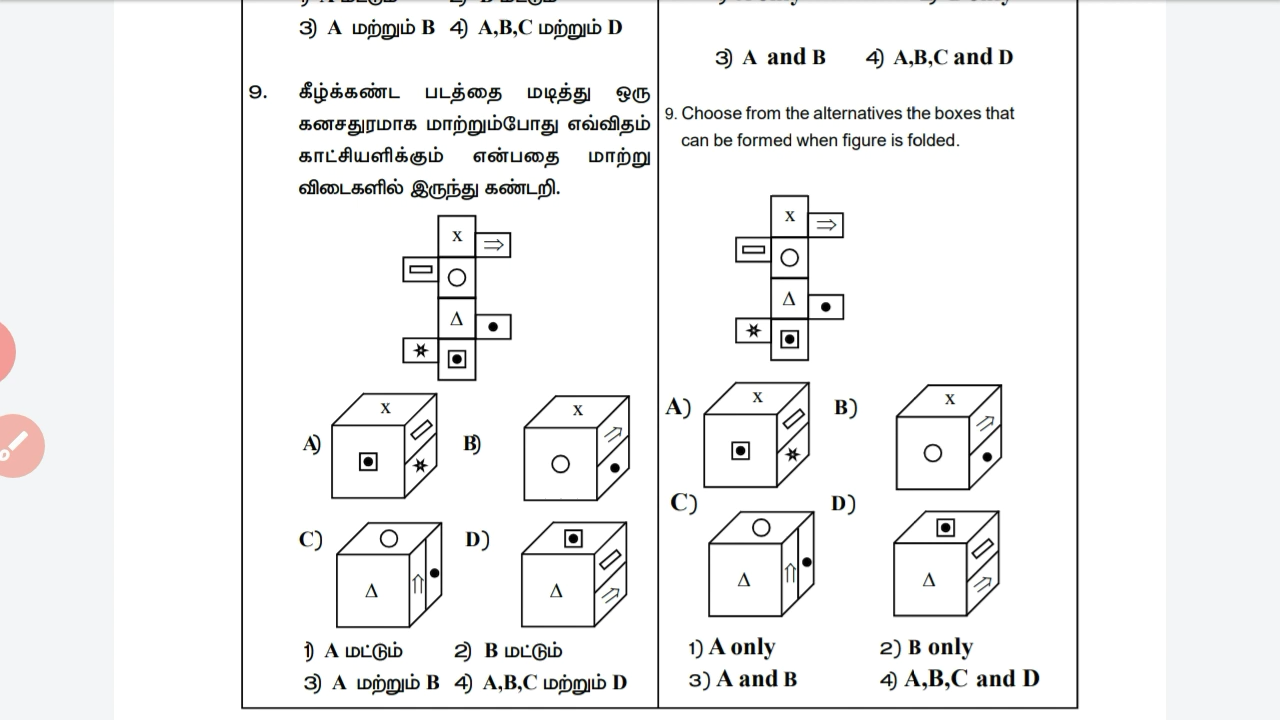 3) A மற்றும் B 4) A,B,C மற்றும் D
9. கீழ்க்கண்ட படத்தை மடித்து ஒரு
கனசதுரமாக மாற்றும்போது எவ்விதம்
காட்சியளிக்கும் என்பதை மாற்று
விடைகளில் இருந்து கண்டறி.
x
⇒
Δ
A)
x
B)
x
C)
Δ
D)
Δ
1) A மட்டும் 2) B மட்டும்
3) A மற்றும் B 4) A,B,C மற்றும் D
3) A and B 4) A,B,C and D
9. Choose from the alternatives the boxes that
can be formed when figure is folded.
x
⇒
Δ
A)
x
B)
x
C)
Δ
D)
Δ
1) A only 2) B only
3) A and B 4) A,B,C and D